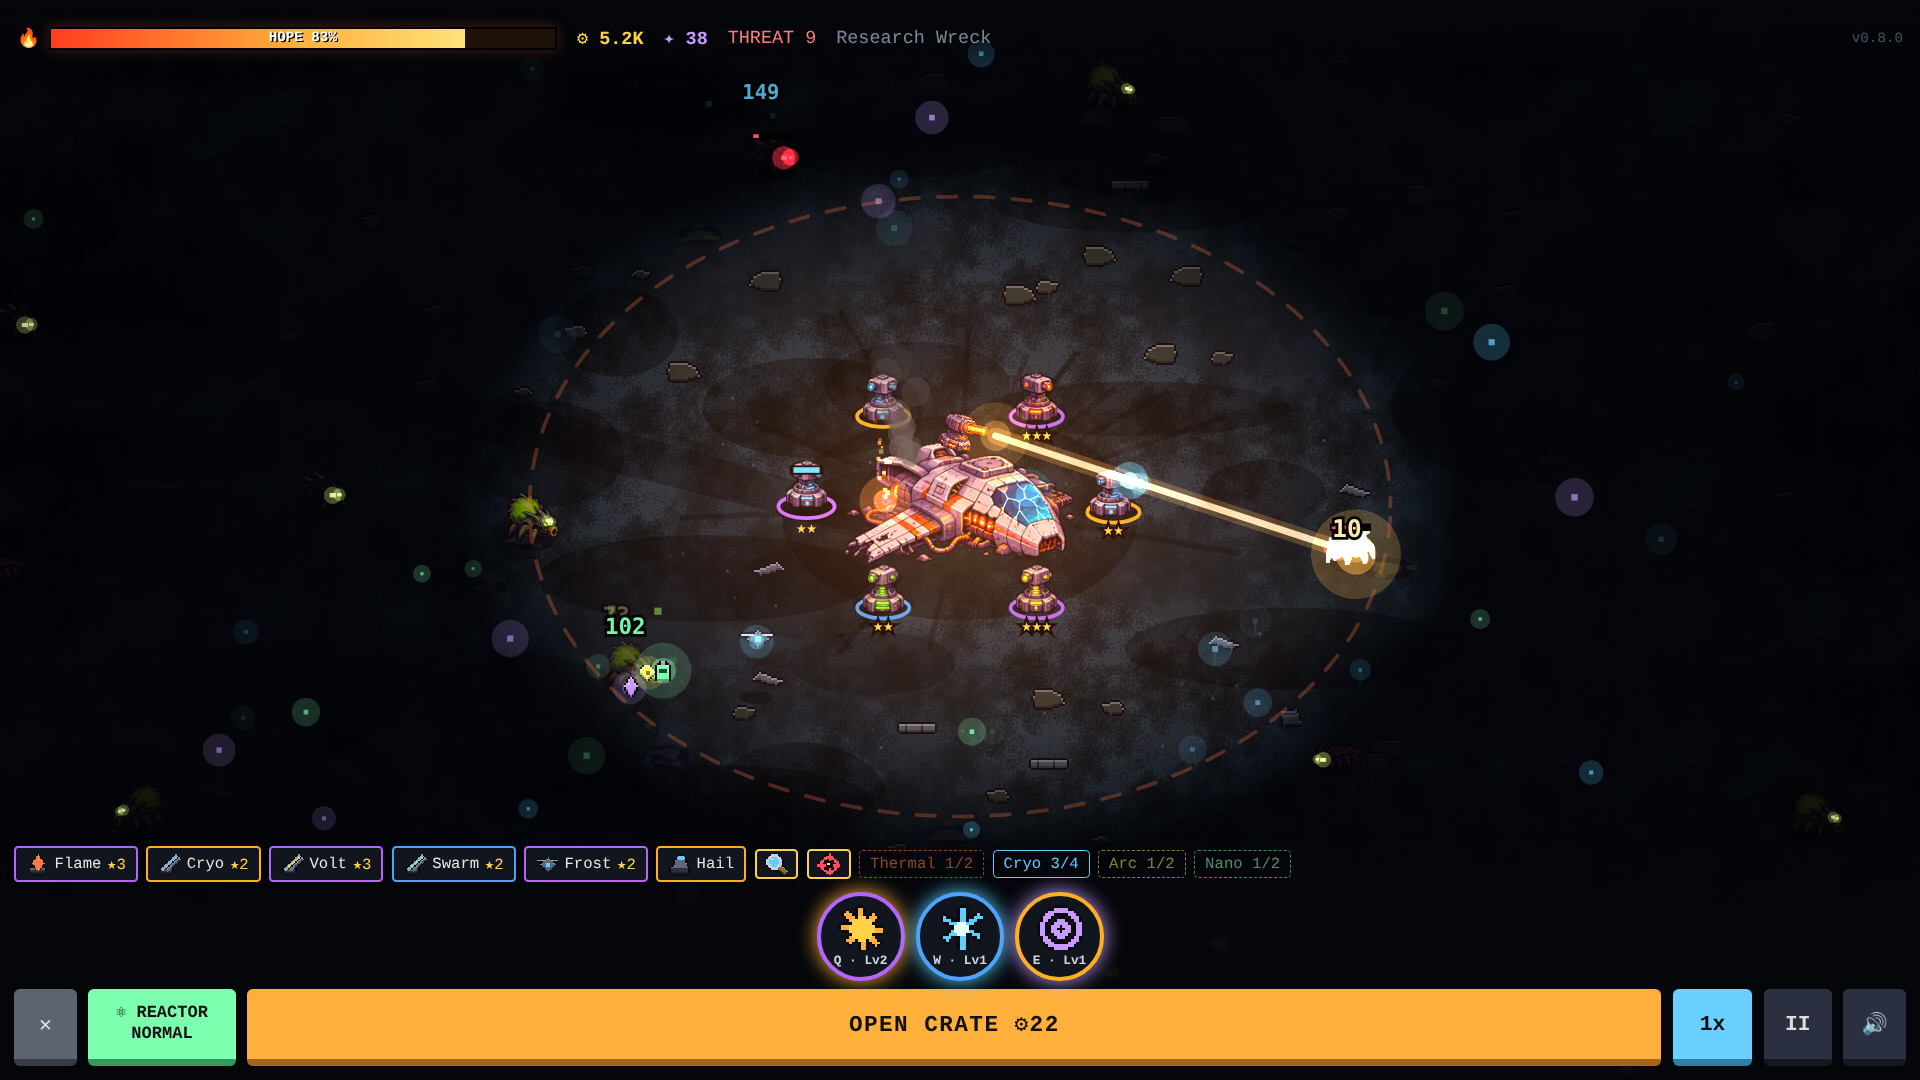 HOPE 83%
⚙ 5.2K ✦ 38 THREAT 9 Research Wreck
v0.8.0
149
★★★
★★
★★
10
★★
★★★
102
Flame ★3
Cryo ★2
Volt ★3
Swarm ★2
Frost ★2
Hail
Thermal 1/2
Cryo 3/4
Arc 1/2
Nano 1/2
Q · Lv2
W · Lv1
E · Lv1
✕
⚛ REACTOR
NORMAL
OPEN CRATE ⚙22
1x
II